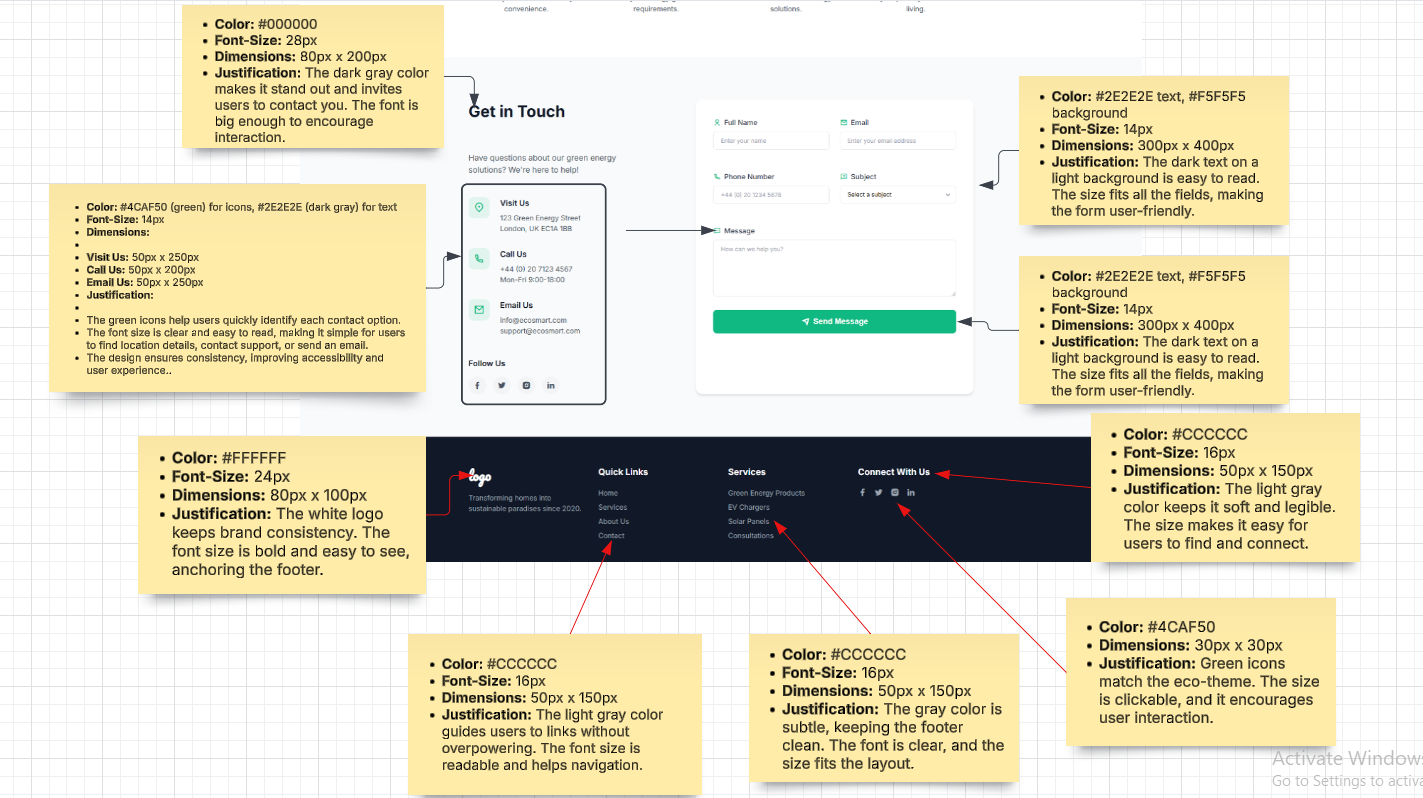 convenience.
requirements.
solutions.
living.
Color: #000000
Font-Size: 28px
Dimensions: 80px x 200px
Justification: The dark gray color
makes it stand out and invites
users to contact you. The font is
big enough to encourage
interaction.
Get in Touch
Have questions about our green energy
solutions? We're here to help!
Color: #4CAF50 (green) for icons, #2E2E2E (dark gray) for text
Font-Size: 14px
Dimensions:
Visit Us: 50px x 250px
Call Us: 50px x 200px
Email Us: 50px x 250px
Justification:
The green icons help users quickly identify each contact option.
The font size is clear and easy to read, making it simple for users
to find location details, contact support, or send an email.
The design ensures consistency, improving accessibility and
user experience..
Visit Us
123 Green Energy Street
London, UK EC1A 1BB
Call Us
+44 (0) 20 7123 4567
Mon-Fri 9:00-18:00
Email Us
info@ecosmart.com
support@ecosmart.com
Follow Us
Full Name
Enter your name
Email
Enter your email address
Phone Number
+44 (0) 20 1234 5678
Subject
Select a subject
Message
How can we help you?
Send Message
Color: #2E2E2E text, #F5F5F5
background
Font-Size: 14px
Dimensions: 300px x 400px
Justification: The dark text on a
light background is easy to read.
The size fits all the fields, making
the form user-friendly.
Color: #2E2E2E text, #F5F5F5
background
Font-Size: 14px
Dimensions: 300px x 400px
Justification: The dark text on a
light background is easy to read.
The size fits all the fields, making
the form user-friendly.
Color: #FFFFFF
Font-Size: 24px
Dimensions: 80px x 100px
Justification: The white logo
keeps brand consistency. The
font size is bold and easy to see,
anchoring the footer.
logo
Transforming homes into
sustainable paradises since 2020.
Quick Links
Home
Services
About Us
Contact
Services
Green Energy Products
EV Chargers
Solar Panels
Consultations
Connect With Us
Color: #CCCCCC
Font-Size: 16px
Dimensions: 50px x 150px
Justification: The light gray
color keeps it soft and legible.
The size makes it easy for
users to find and connect.
Color: #CCCCCC
Font-Size: 16px
Dimensions: 50px x 150px
Justification: The light gray color
guides users to links without
overpowering. The font size is
readable and helps navigation.
Color: #CCCCCC
Font-Size: 16px
Dimensions: 50px x 150px
Justification: The gray color is
subtle, keeping the footer
clean. The font is clear, and the
size fits the layout.
Color: #4CAF50
Dimensions: 30px x 30px
Justification: Green icons
match the eco-theme. The size
is clickable, and it encourages
user interaction.
Activate Windows
Go to Settings to activa